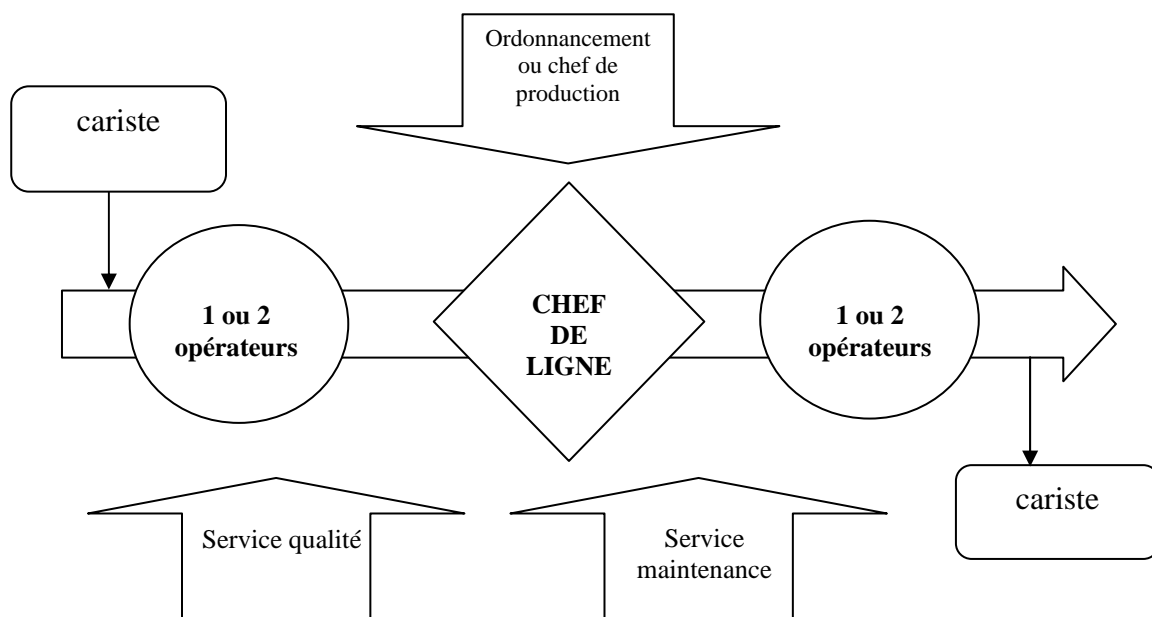 Ordonnancement
ou chef de
production
cariste
1 ou 2
opérateurs
CHEF
DE
LIGNE
1 ou 2
opérateurs
cariste
Service qualité
Service
maintenance